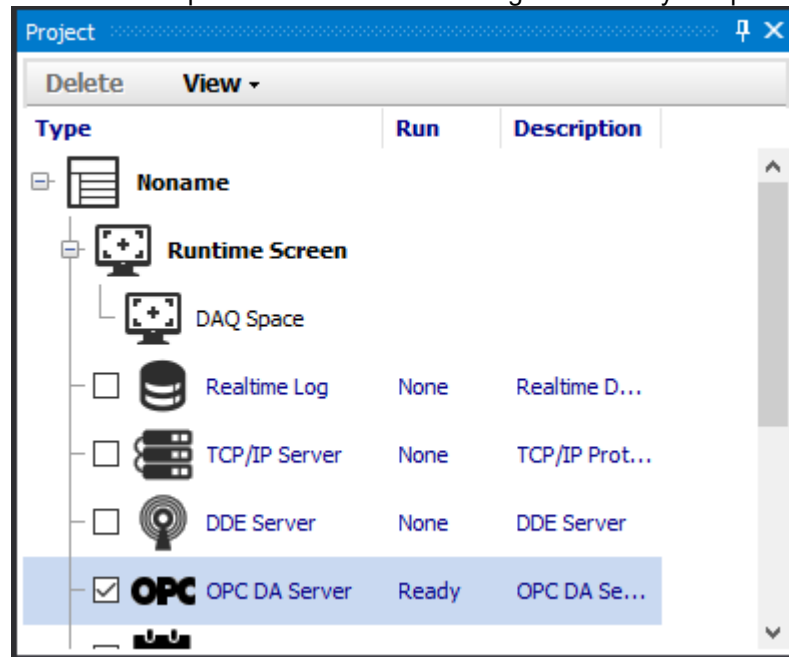 Project
Delete View
Type Run Description
Noname
Runtime Screen
DAQ Space
Realtime Log None Realtime D...
TCP/IP Server None TCP/IP Prot...
DDE Server None DDE Server
OPC OPC DA Server Ready OPC DA Se...